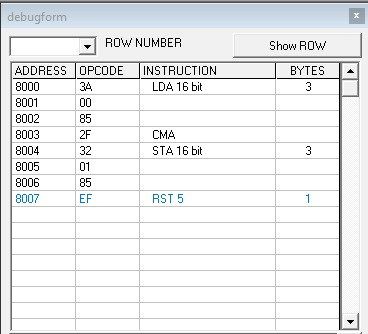 debugform x
ROW NUMBER Show ROW
ADDRESS OPCODE INSTRUCTION BYTES
8000 3A LDA 16 bit 3
8001 00
8002 85
8003 2F CMA
8004 32 STA 16 bit 3
8005 01
8006 85
8007 EF RST 5 1